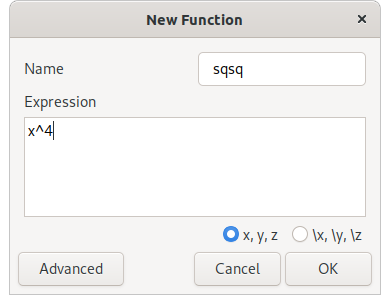 New Function ×
Name sqsq
Expression
x^4
x, y, z \x, \y, \z
Advanced Cancel OK